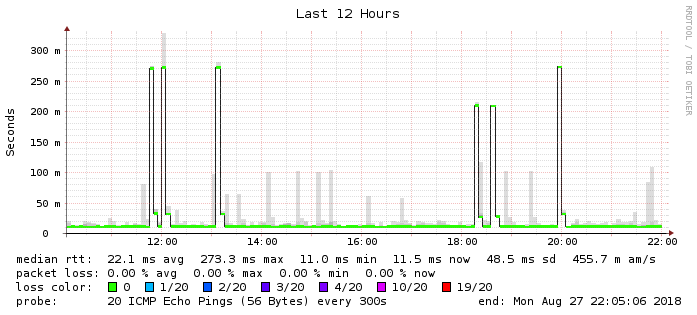 Last 12 Hours
RRDTOOL / TOBI OETIKER
Seconds
300 m
250 m
200 m
150 m
100 m
50 m
0
12:00 14:00 16:00 18:00 20:00 22:00
median rtt: 22.1 ms avg 273.3 ms max 11.0 ms min 11.5 ms now 48.5 ms sd 455.7 m am/s
packet loss: 0.00 % avg 0.00 % max 0.00 % min 0.00 % now
loss color: 0 1/20 2/20 3/20 4/20 10/20 19/20
probe: 20 ICMP Echo Pings (56 Bytes) every 300s end: Mon Aug 27 22:05:06 2018